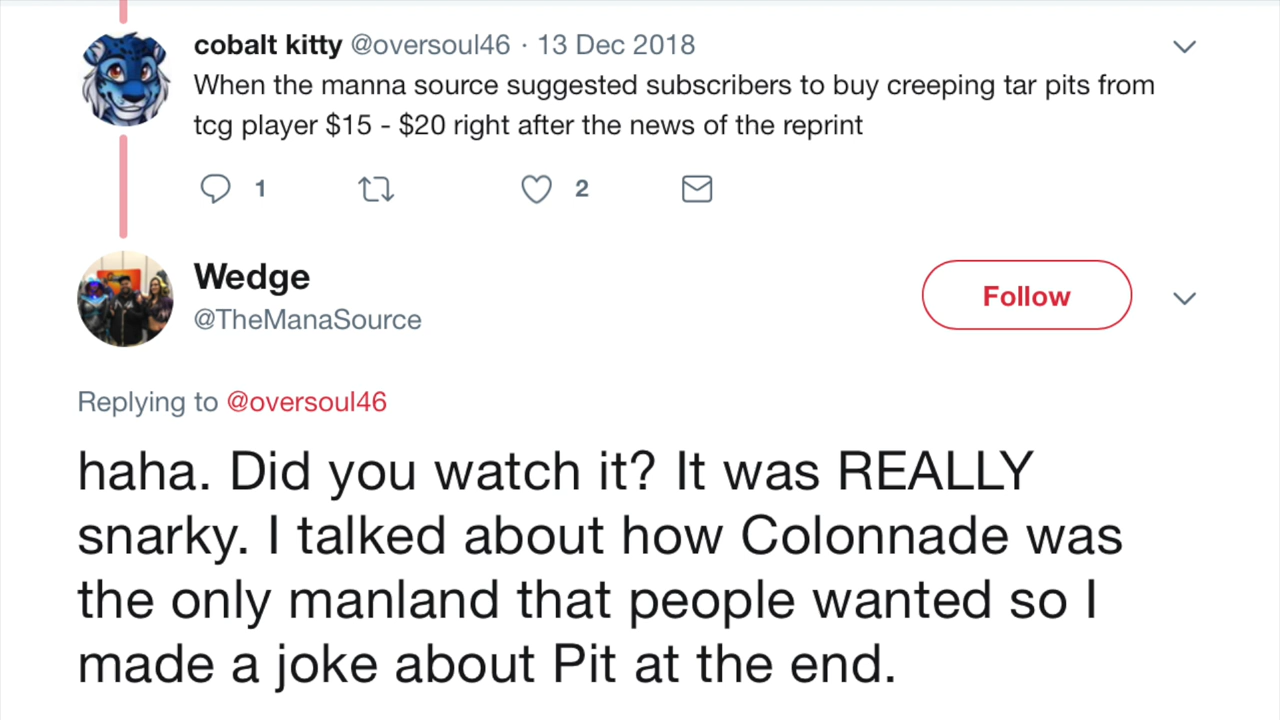 cobalt kitty @oversoul46 · 13 Dec 2018
When the manna source suggested subscribers to buy creeping tar pits from
tcg player $15 - $20 right after the news of the reprint
1 2
Wedge
@TheManaSource
Follow
Replying to @oversoul46
haha. Did you watch it? It was REALLY
snarky. I talked about how Colonnade was
the only manland that people wanted so I
made a joke about Pit at the end.